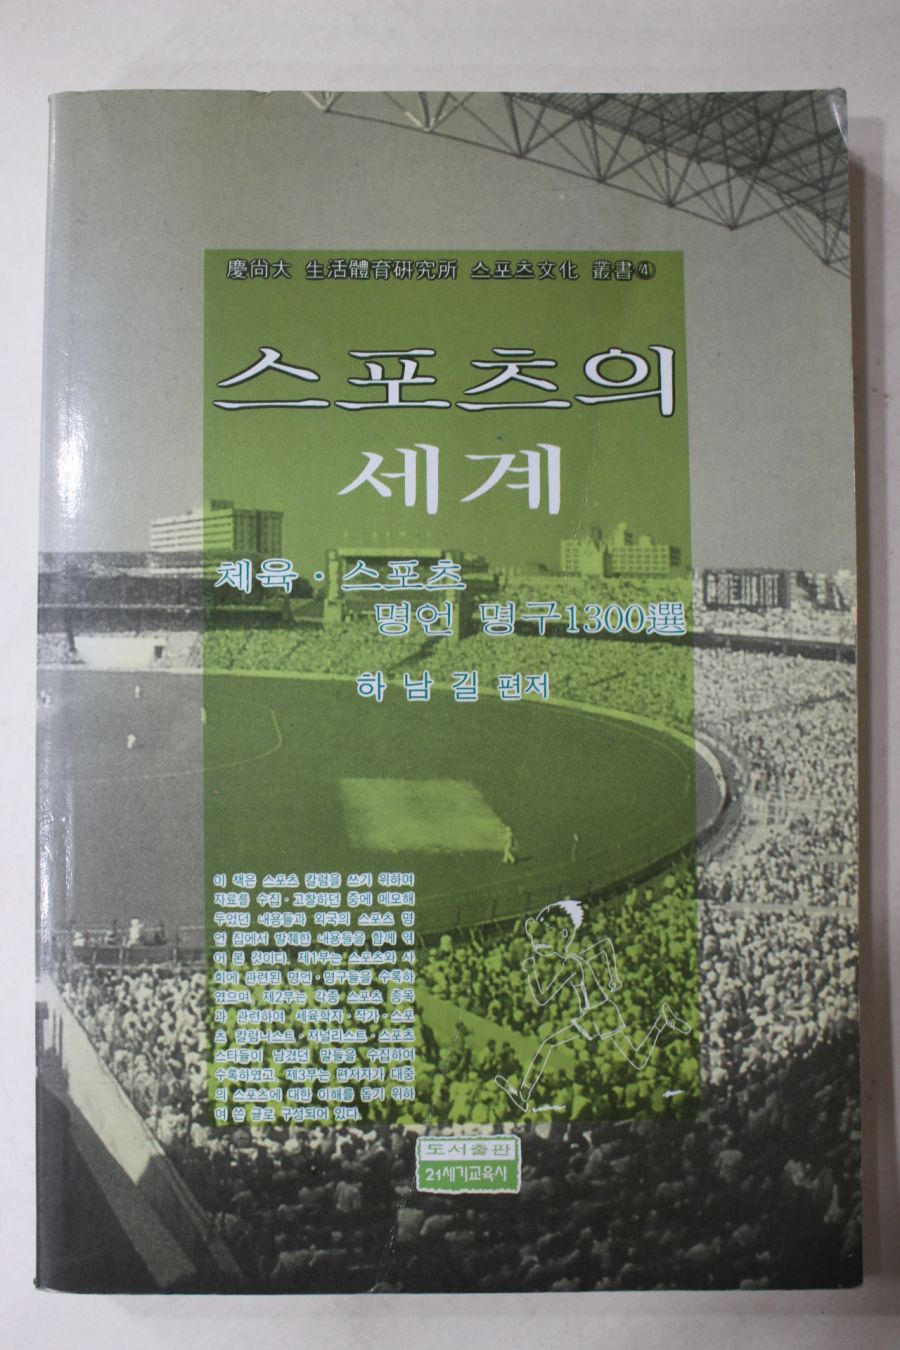 慶尙大 生活體育硏究所 스포츠文化 叢書④
스포츠의
세계
체육·스포츠
명언 명구1300選
하남길 편저
이 책은 스포츠 칼럼을 쓰기 위하여
자료를 수집·고찰하던 중에 메모해
두었던 내용들과 외국의 스포츠 명
언 집에서 발췌한 내용들을 함께 엮
어 본 것이다. 제1부는 스포츠와 사
회에 관련된 명언·명구들을 수록하
였으며, 제2부는 각종 스포츠 종목
과 관련하여 체육학자·작가·스포
츠 칼럼니스트·저널리스트·스포츠
스타들이 남겼던 말들을 수집하여
수록하였고, 제3부는 편저자가 대중
의 스포츠에 대한 이해를 돕기 위하
여 쓴 글로 구성되어 있다.
도서출판
21세기교육사